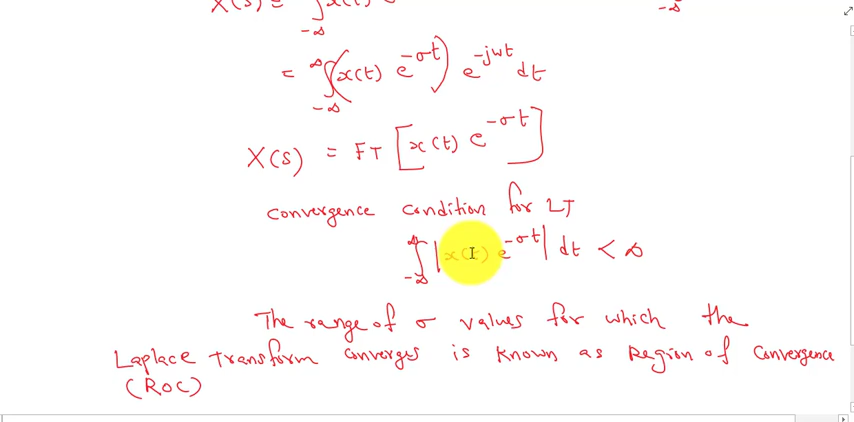 X(s) = ∫ x(t) e
-∞
-∞
= ∫_{-∞}^{∞} (x(t) e^{-σt}) e^{-jωt} dt
X(s) = FT [x(t) e^{-σt}]
convergence condition for LT
∫_{-∞}^{∞} |x(t) e^{-σt}| dt < ∞
The range of σ values for which the
Laplace transform converges is known as Region of convergence
(ROC)